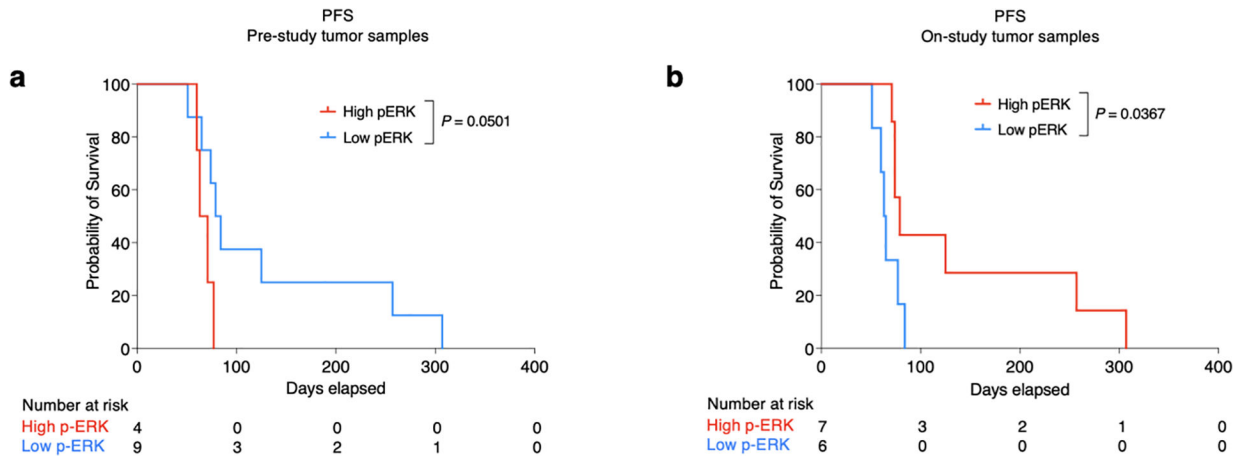 PFS
Pre-study tumor samples
a
100
80
60
40
20
0
Probability of Survival
High pERK
Low pERK
P = 0.0501
0 100 200 300 400
Days elapsed
Number at risk
High p-ERK 4 0 0 0 0
Low p-ERK 9 3 2 1 0
PFS
On-study tumor samples
b
100
80
60
40
20
0
Probability of Survival
High pERK
Low pERK
P = 0.0367
0 100 200 300 400
Days elapsed
Number at risk
High p-ERK 7 3 2 1 0
Low p-ERK 6 0 0 0 0